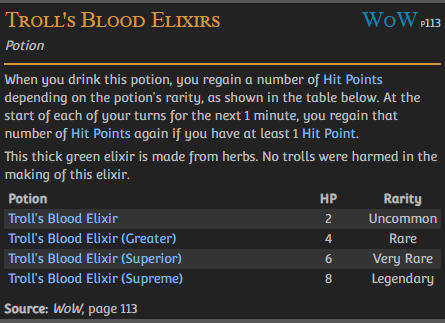 Troll's Blood Elixirs WoW p113
Potion
When you drink this potion, you regain a number of Hit Points
depending on the potion's rarity, as shown in the table below. At the
start of each of your turns for the next 1 minute, you regain that
number of Hit Points again if you have at least 1 Hit Point.
This thick green elixir is made from herbs. No trolls were harmed in the
making of this elixir.
Potion HP Rarity
Troll's Blood Elixir 2 Uncommon
Troll's Blood Elixir (Greater) 4 Rare
Troll's Blood Elixir (Superior) 6 Very Rare
Troll's Blood Elixir (Supreme) 8 Legendary
Source: WoW, page 113